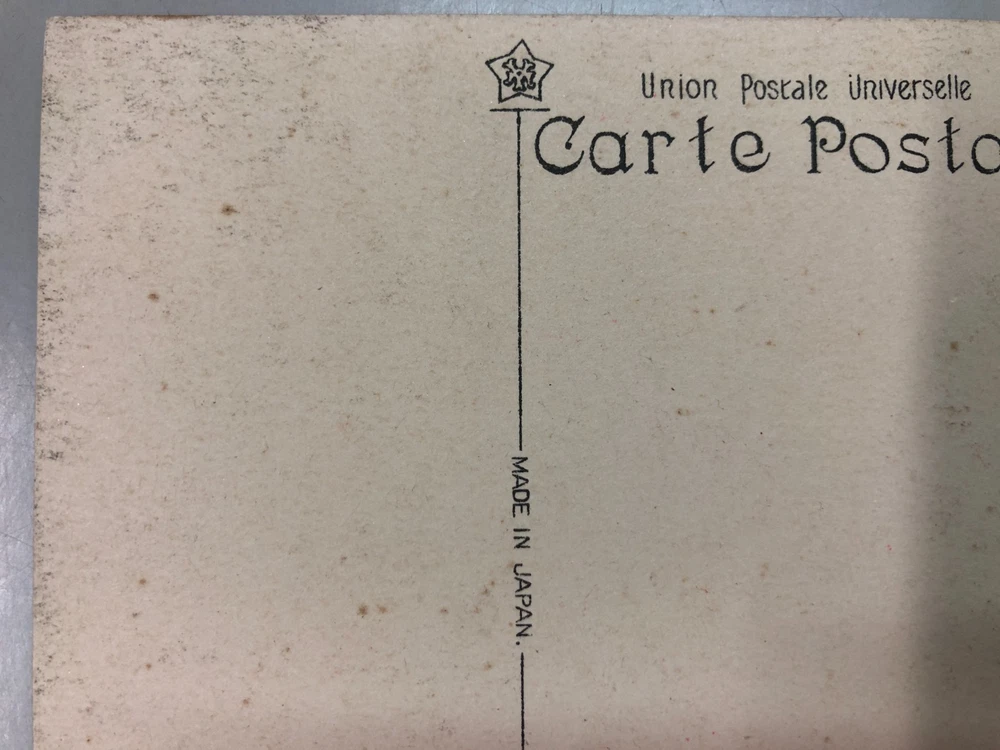 Union Postale Universelle
Carte Posta
MADE IN JAPAN.